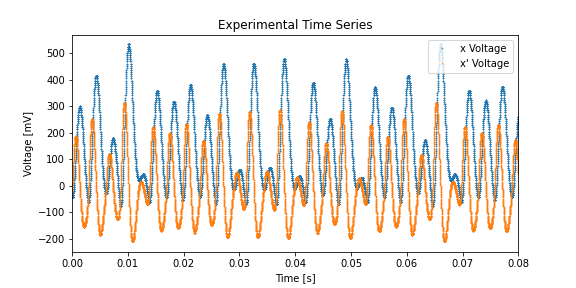 Experimental Time Series
x Voltage
x' Voltage
Voltage [mV]
500
400
300
200
100
0
−100
−200
0.00 0.01 0.02 0.03 0.04 0.05 0.06 0.07 0.08
Time [s]